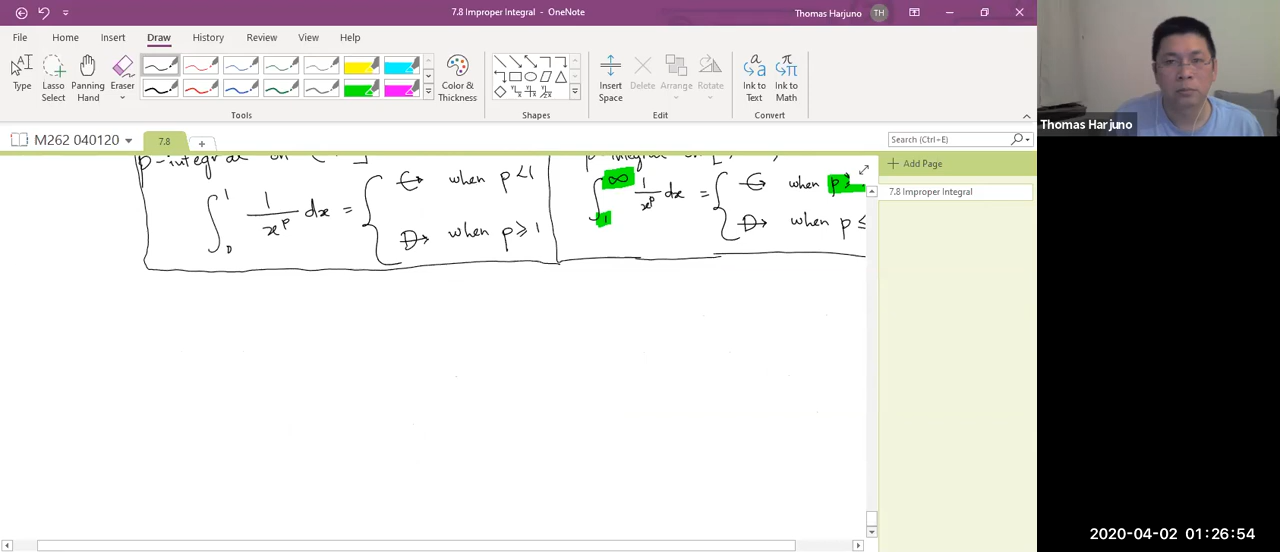 7.8 Improper Integral - OneNote
Thomas Harjuno TH
File Home Insert Draw History Review View Help
Type Lasso Select Panning Hand Eraser
Color & Thickness
Insert Space Delete Arrange Rotate
Ink to Text Ink to Math
Tools Shapes Edit Convert
M262 040120 7.8
Search (Ctrl+E)
Add Page
7.8 Improper Integral
Thomas Harjuno
p-integral on
∫₀¹ 1/xᵖ dx = { C→ when p<1
D→ when p ≥ 1
p-integral on [
∫₁^∞ 1/xᵖ dx = { C→ when p>
D→ when p ≤
2020-04-02 01:26:54